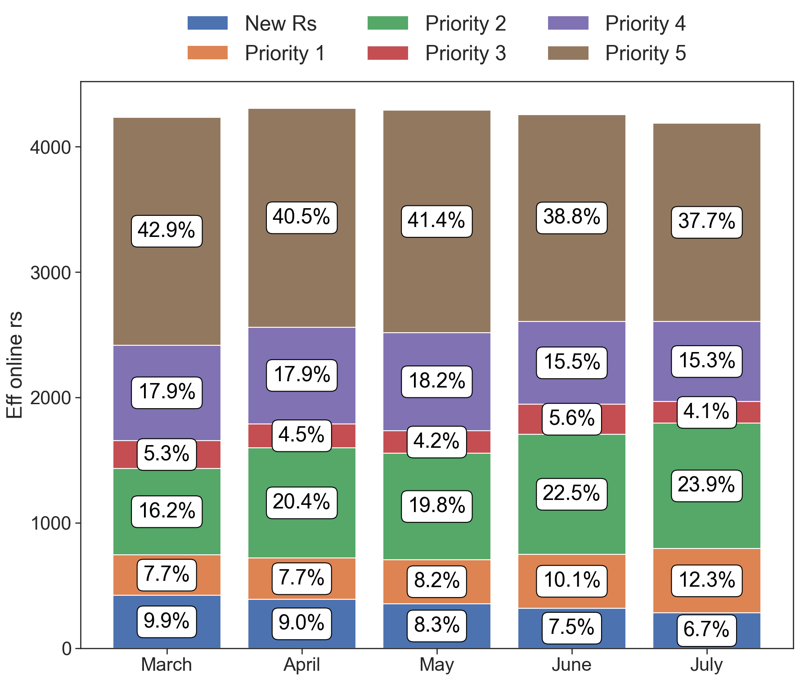 New Rs Priority 2 Priority 4
Priority 1 Priority 3 Priority 5
Eff online rs
4000
3000
2000
1000
0
42.9% 40.5% 41.4% 38.8% 37.7%
17.9% 17.9% 18.2% 15.5% 15.3%
5.3% 4.5% 4.2% 5.6% 4.1%
16.2% 20.4% 19.8% 22.5% 23.9%
7.7% 7.7% 8.2% 10.1% 12.3%
9.9% 9.0% 8.3% 7.5% 6.7%
March April May June July